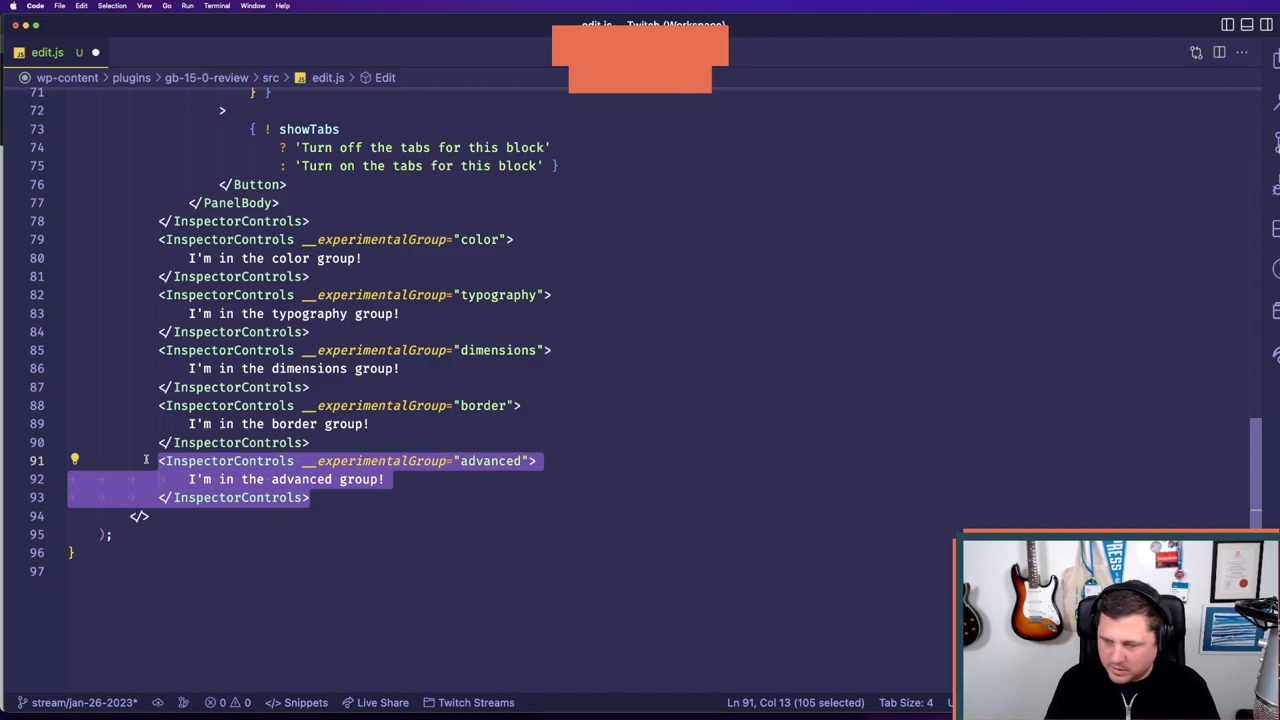 Code File Edit Selection View Go Run Terminal Window Help
edit.js — Twitch (Workspace)
JS edit.js U
wp-content > plugins > gb-15-0-review > src > JS edit.js > Edit
71 } }
72 >
73 { ! showTabs
74 ? 'Turn off the tabs for this block'
75 : 'Turn on the tabs for this block' }
76 </Button>
77 </PanelBody>
78 </InspectorControls>
79 <InspectorControls __experimentalGroup="color">
80 I'm in the color group!
81 </InspectorControls>
82 <InspectorControls __experimentalGroup="typography">
83 I'm in the typography group!
84 </InspectorControls>
85 <InspectorControls __experimentalGroup="dimensions">
86 I'm in the dimensions group!
87 </InspectorControls>
88 <InspectorControls __experimentalGroup="border">
89 I'm in the border group!
90 </InspectorControls>
91 <InspectorControls __experimentalGroup="advanced">
92 I'm in the advanced group!
93 </InspectorControls>
94 </>
95 );
96 }
97
stream/jan-26-2023* 0 0 </> Snippets Live Share Twitch Streams Ln 91, Col 13 (105 selected) Tab Size: 4